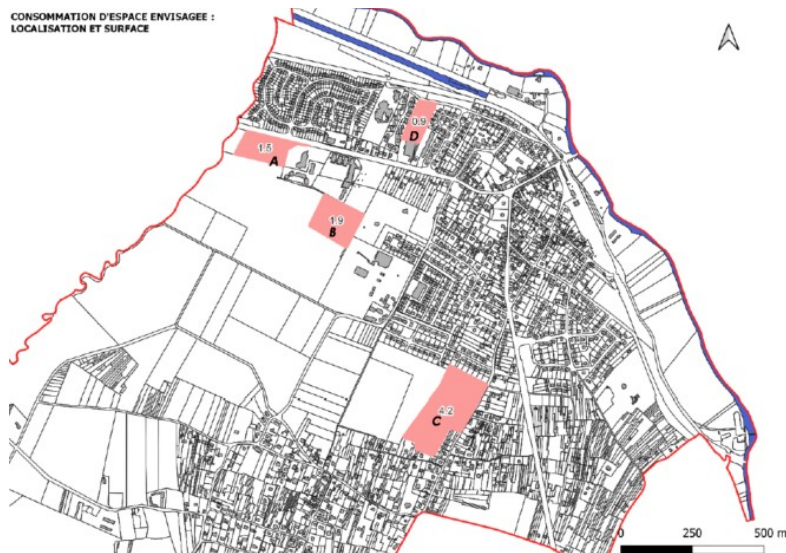 CONSOMMATION D'ESPACE ENVISAGEE :
LOCALISATION ET SURFACE
0.9
D
1.5
A
1.9
B
4.2
C
0 250 500 m